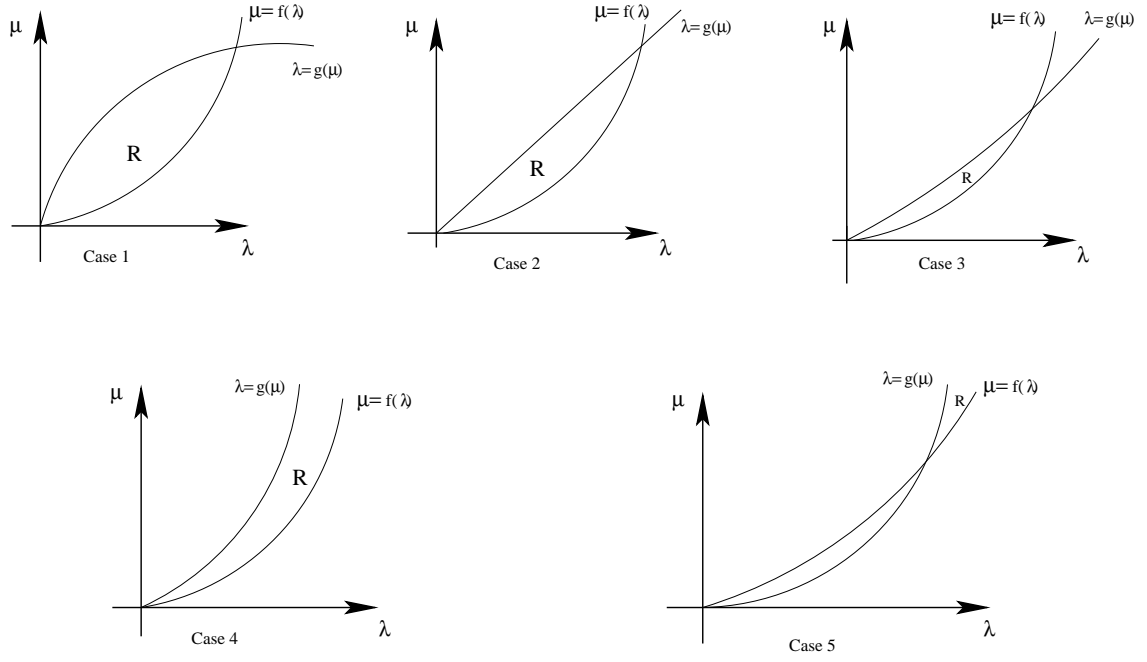 μ
μ= f(λ)
λ= g(μ)
R
λ
Case 1
μ
μ= f(λ)
λ= g(μ)
R
λ
Case 2
μ
μ= f(λ)
λ= g(μ)
R
λ
Case 3
μ
λ= g(μ)
μ= f(λ)
R
λ
Case 4
μ
λ= g(μ)
μ= f(λ)
R
λ
Case 5